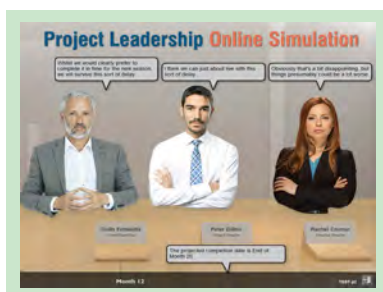 Project Leadership Online Simulation
Whilst we would clearly prefer to
complete it in time for the new season,
we will survive this sort of delay.
I think we can just about live with this
sort of delay.
Obviously that's a bit disappointing, but
things presumably could be a lot worse.
Peter
Rachel
The projected completion date is End of
Month
Month 12